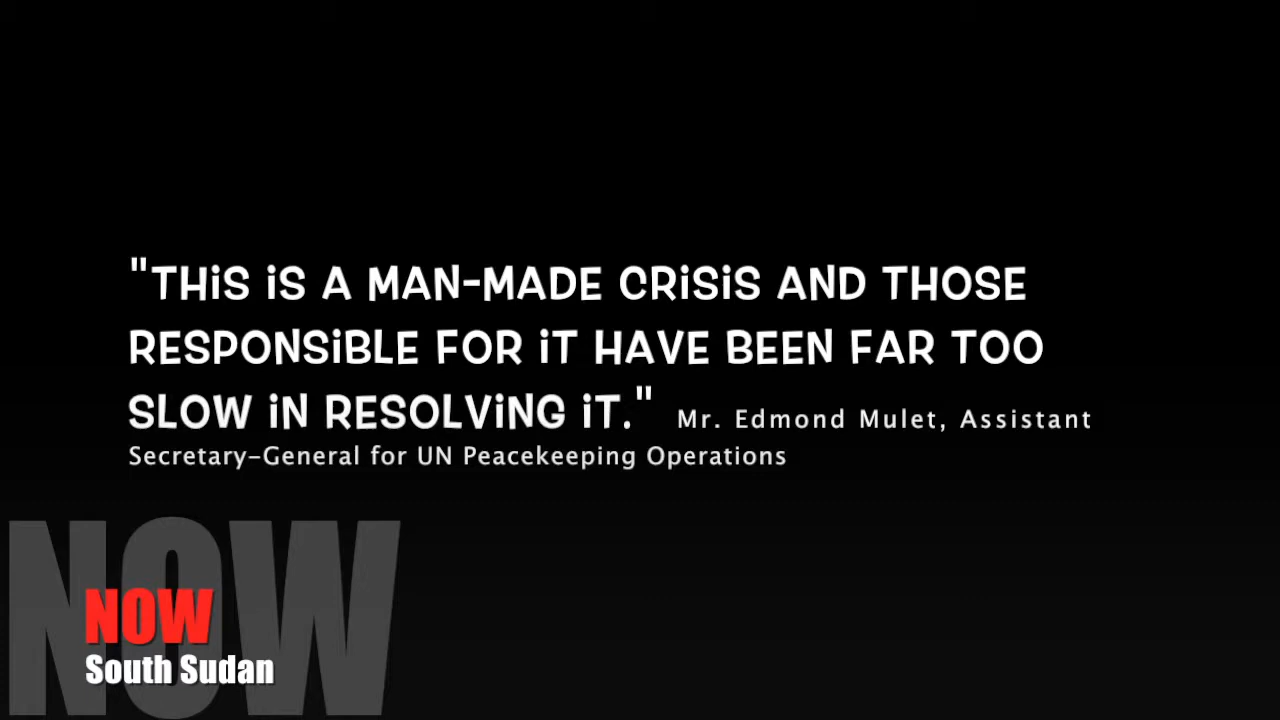 "THiS iS A MAN-MADE CRiSiS AND THOSE
RESPONSiBLE FOR iT HAVE BEEN FAR TOO
SLOW iN RESOLViNG iT." Mr. Edmond Mulet, Assistant
Secretary-General for UN Peacekeeping Operations
NOW
NOW
South Sudan